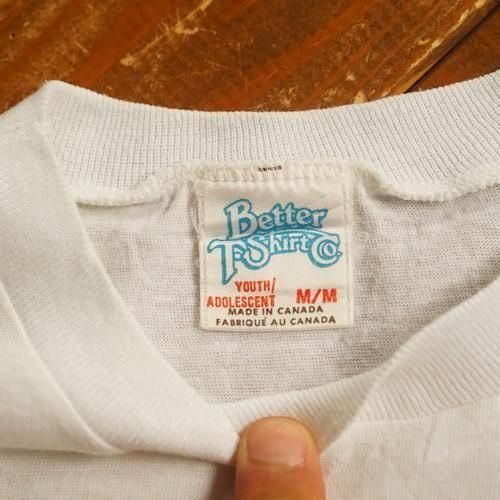 Better
T-Shirt Co.
YOUTH/
ADOLESCENT M/M
MADE IN CANADA
FABRIQUÉ AU CANADA